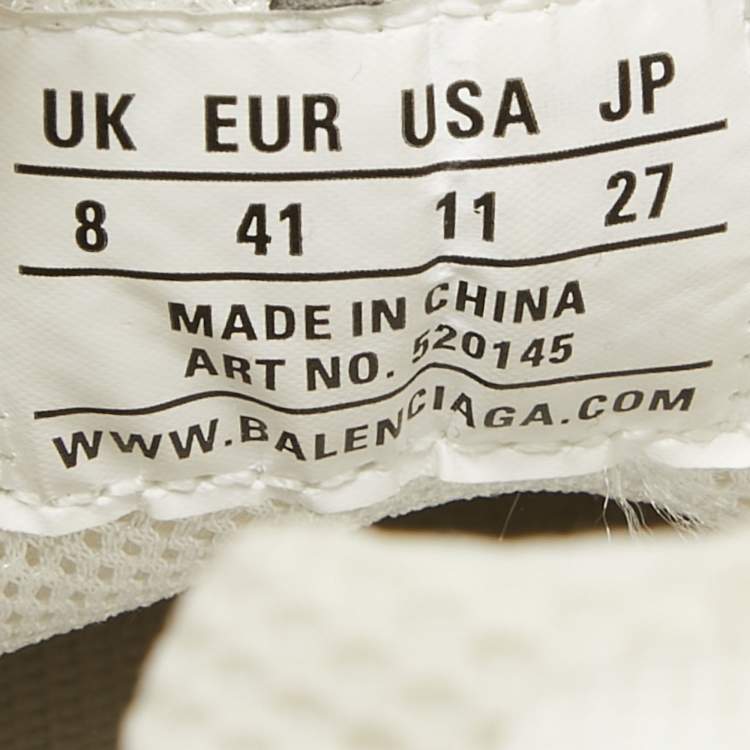 UK EUR USA JP
8 41 11 27
MADE IN CHINA
ART NO. 520145
WWW.BALENCIAGA.COM